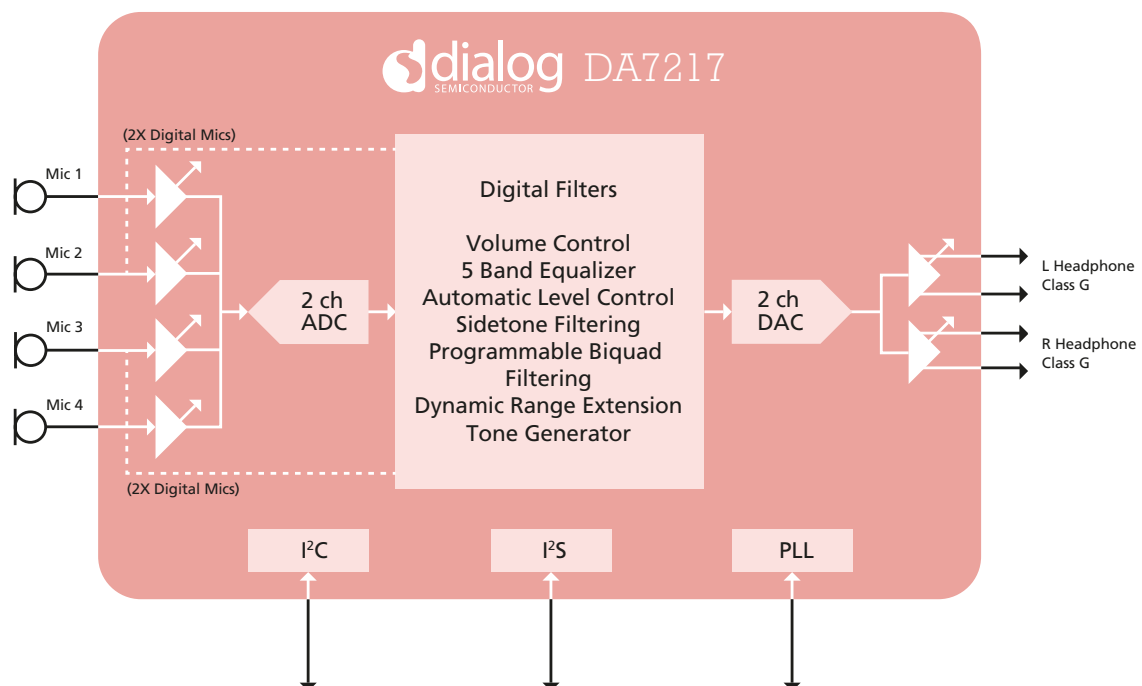 dialog DA7217
SEMICONDUCTOR
(2X Digital Mics)
Mic 1
Mic 2
Mic 3
Mic 4
(2X Digital Mics)
2 ch
ADC
Digital Filters
Volume Control
5 Band Equalizer
Automatic Level Control
Sidetone Filtering
Programmable Biquad
Filtering
Dynamic Range Extension
Tone Generator
2 ch
DAC
L Headphone
Class G
R Headphone
Class G
I²C
I²S
PLL